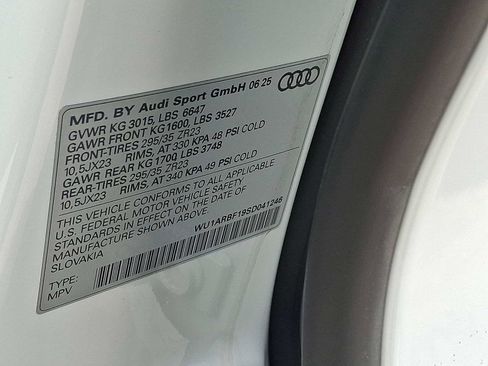 MFD. BY Audi Sport GmbH 06 25
GVWR KG 3015, LBS 6647
GAWR FRONT KG1600, LBS 3527
FRONT-TIRES 295/35 ZR23
10,5JX23 RIMS, AT 330 KPA 48 PSI COLD
GAWR REAR KG 1700 LBS 3748
REAR-TIRES 295/35 ZR23
10,5JX23 RIMS, AT 340 KPA 49 PSI COLD
THIS VEHICLE CONFORMS TO ALL APPLICABLE
U.S. FEDERAL MOTOR VEHICLE SAFETY
STANDARDS IN EFFECT ON THE DATE OF
MANUFACTURE SHOWN ABOVE.
SLOVAKIA
WU1ARBF19SD041246
TYPE:
MPV